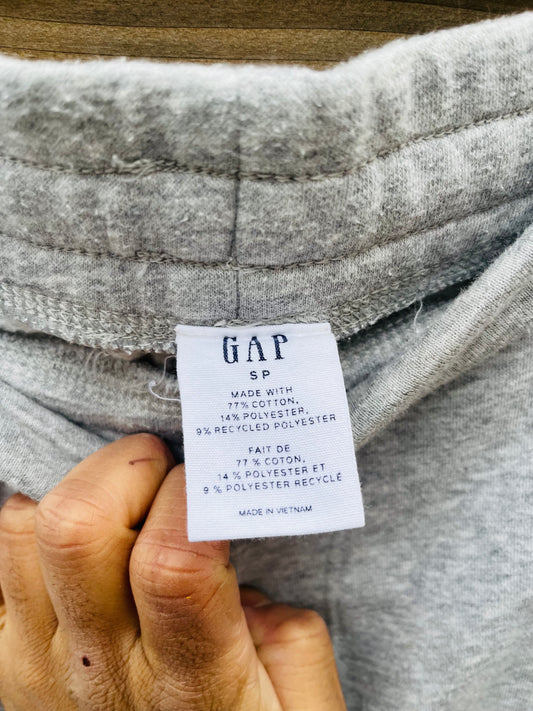 GAP
SP
MADE WITH
77% COTTON,
14% POLYESTER,
9% RECYCLED POLYESTER
FAIT DE
77 % COTON,
14 % POLYESTER ET
9 % POLYESTER RECYCLÉ
MADE IN VIETNAM